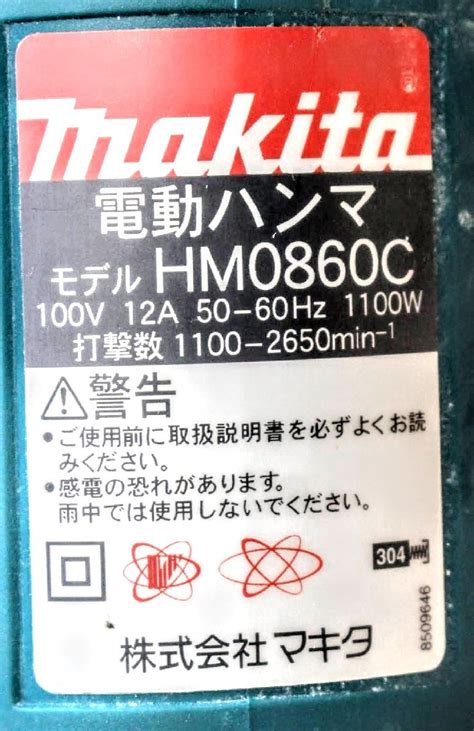 makita
電動ハンマ
モデル HM0860C
100V 12A 50-60Hz 1100W
打撃数 1100-2650min⁻¹
警告
•ご使用前に取扱説明書を必ずよくお読
みください。
•感電の恐れがあります。
雨中では使用しないでください。
304
株式会社 マキタ
8509646